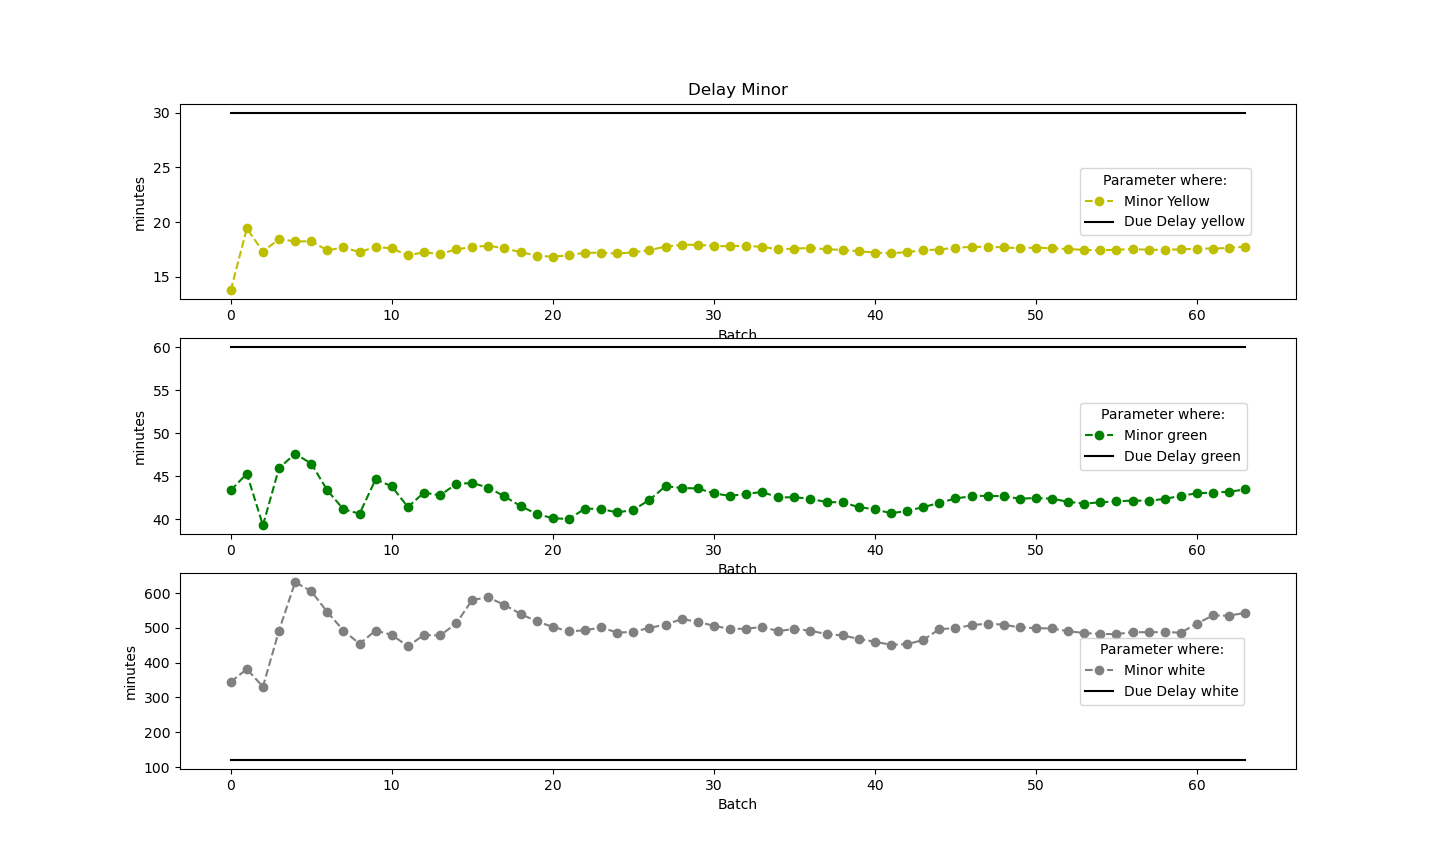 Delay Minor
30
25
20
15
minutes
Parameter where:
Minor Yellow
Due Delay yellow
0 10 20 30 40 50 60
Batch
60
55
50
45
40
minutes
Parameter where:
Minor green
Due Delay green
0 10 20 30 40 50 60
Batch
600
500
400
300
200
100
minutes
Parameter where:
Minor white
Due Delay white
0 10 20 30 40 50 60
Batch